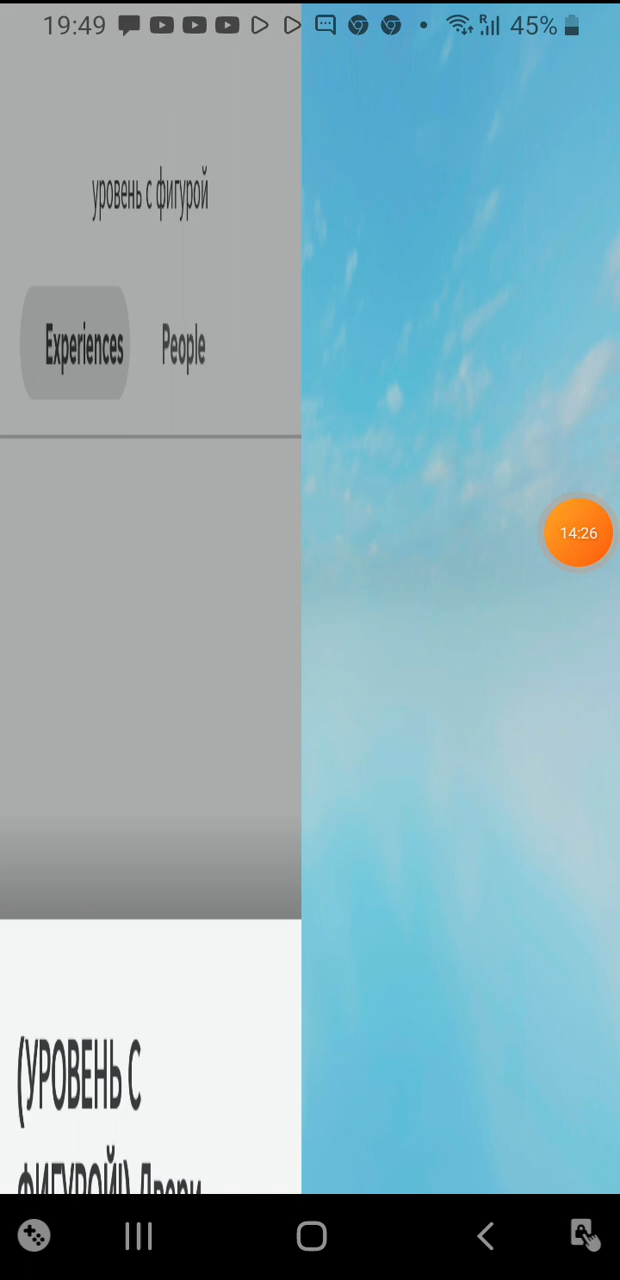 19:49
45%
уровень с фигурой
Experiences
People
14:26
(УРОВЕНЬ С
ФИГУРОЙ!) Двери